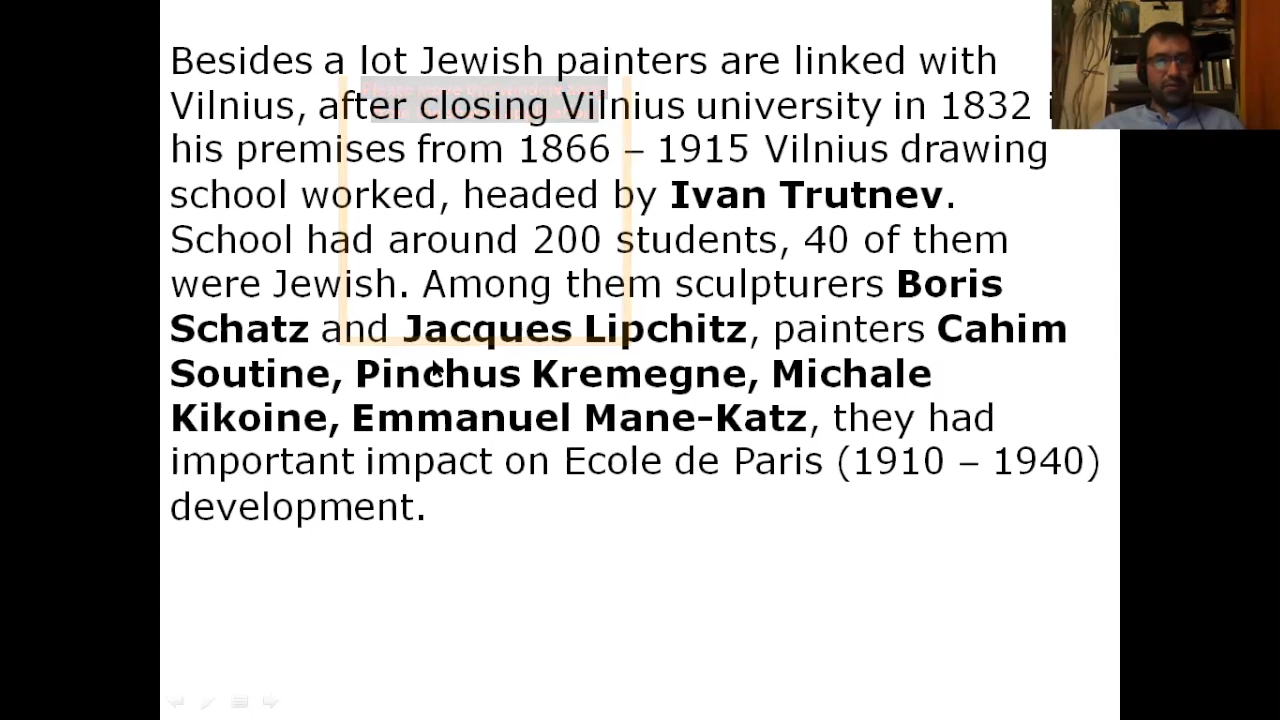 Besides a lot Jewish painters are linked with
Vilnius, after closing Vilnius university in 1832
his premises from 1866 – 1915 Vilnius drawing
school worked, headed by Ivan Trutnev.
School had around 200 students, 40 of them
were Jewish. Among them sculpturers Boris
Schatz and Jacques Lipchitz, painters Cahim
Soutine, Pinchus Kremegne, Michale
Kikoine, Emmanuel Mane-Katz, they had
important impact on Ecole de Paris (1910 – 1940)
development.